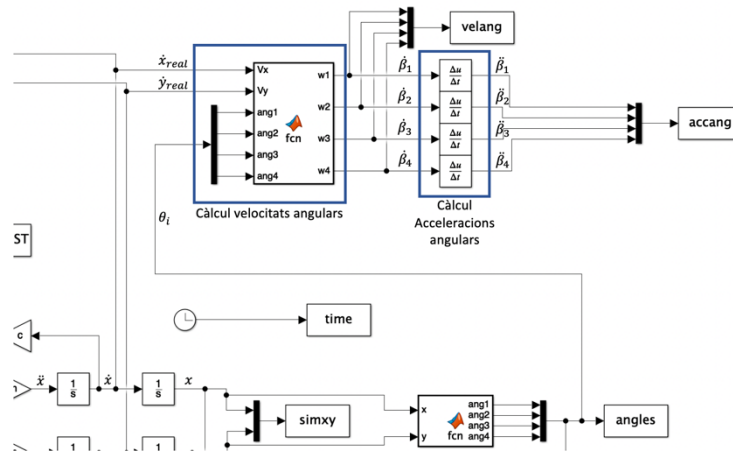 velang
ẋreal
ẏreal
Vx
Vy
ang1
ang2
ang3
ang4
fcn
w1
w2
w3
w4
β̇1
β̇2
β̇3
β̇4
Δu
Δt
Δu
Δt
Δu
Δt
Δu
Δt
β̈1
β̈2
β̈3
β̈4
accang
Càlcul velocitats angulars
Càlcul
Acceleracions
angulars
θi
ST
time
c
ẍ
1
s
ẋ
1
s
x
simxy
x
y
fcn
ang1
ang2
ang3
ang4
angles
1
1